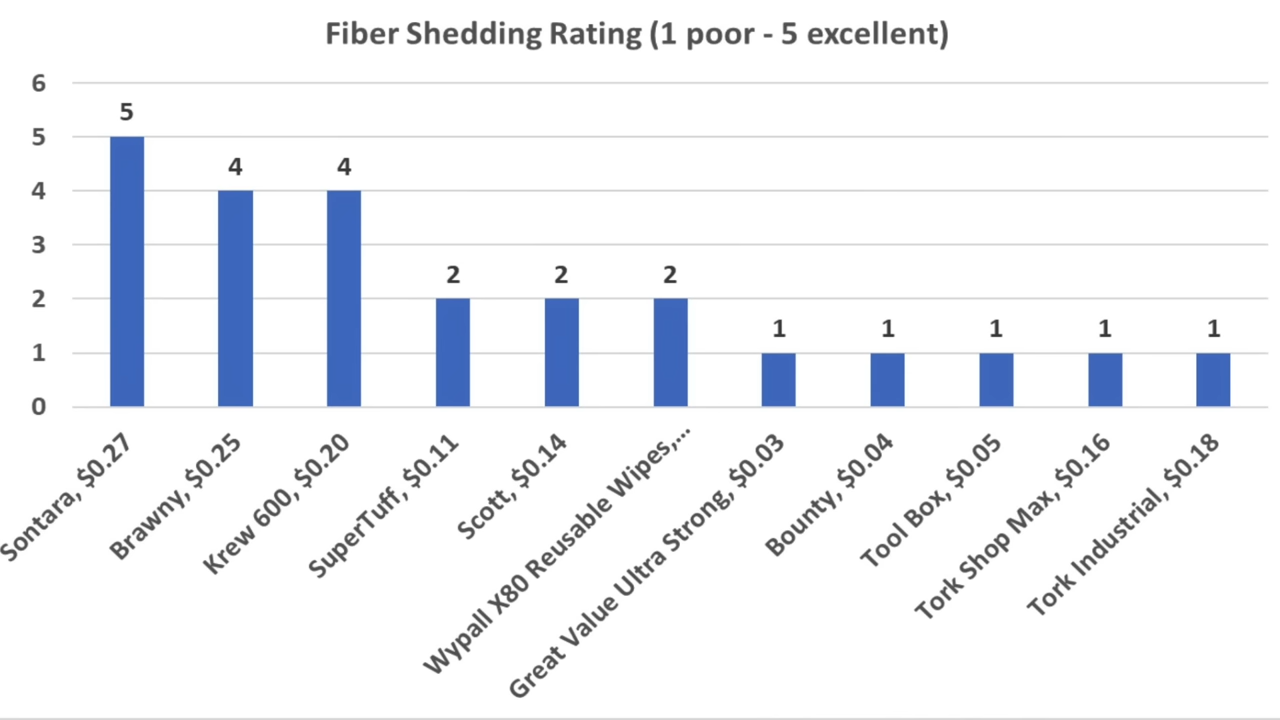 Fiber Shedding Rating (1 poor - 5 excellent)
6
5
4
3
2
1
0
5
4
4
2
2
2
1
1
1
1
1
Sontara, $0.27
Brawny, $0.25
Krew 600, $0.20
SuperTuff, $0.11
Scott, $0.14
Wypall X80 Reusable Wipes,...
Great Value Ultra Strong, $0.03
Bounty, $0.04
Tool Box, $0.05
Tork Shop Max, $0.16
Tork Industrial, $0.18